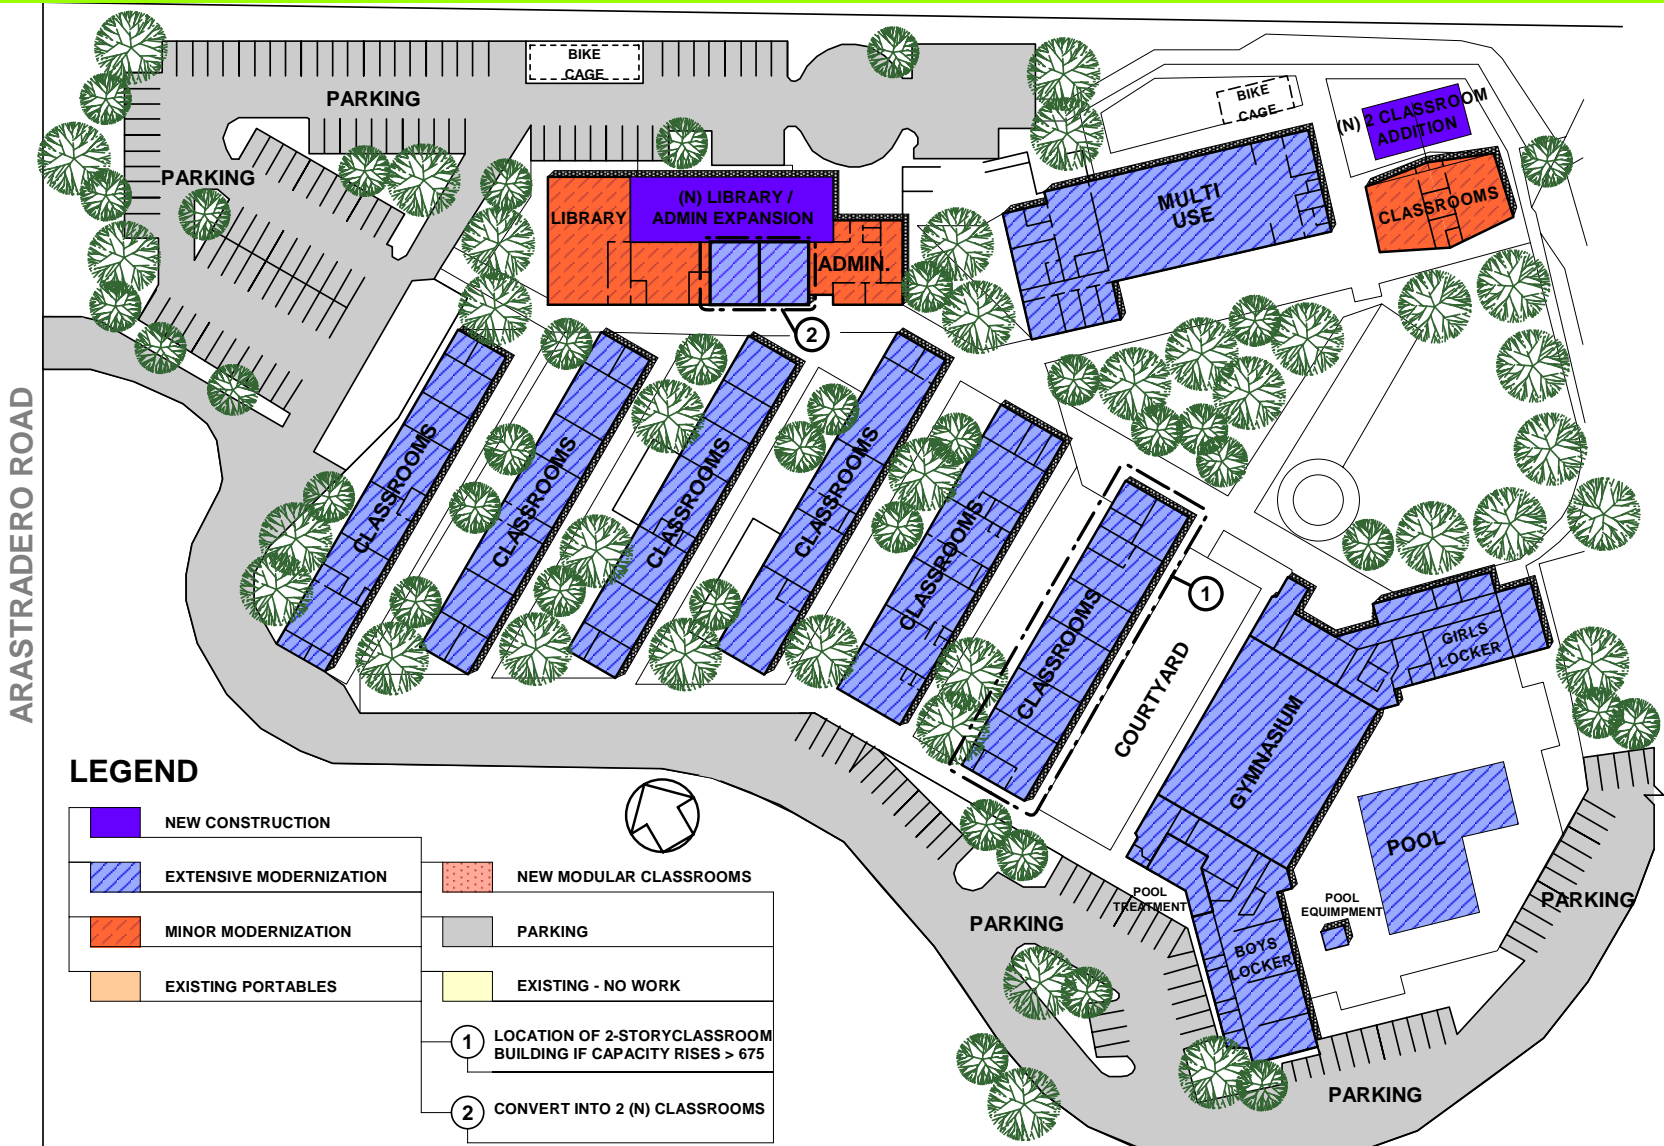 BIKE
CAGE
PARKING
PARKING
BIKE
CAGE
(N) 2 CLASSROOM
ADDITION
LIBRARY
(N) LIBRARY /
ADMIN EXPANSION
ADMIN.
MULTI
USE
CLASSROOMS
2
CLASSROOMS
CLASSROOMS
CLASSROOMS
CLASSROOMS
CLASSROOMS
CLASSROOMS
1
COURTYARD
GIRLS
LOCKER
GYMNASIUM
POOL
POOL
TREATMENT
POOL
EQUIMPMENT
BOYS
LOCKER
PARKING
PARKING
PARKING
ARASTRADERO ROAD
LEGEND
NEW CONSTRUCTION
EXTENSIVE MODERNIZATION
MINOR MODERNIZATION
EXISTING PORTABLES
NEW MODULAR CLASSROOMS
PARKING
EXISTING - NO WORK
1
LOCATION OF 2-STORYCLASSROOM
BUILDING IF CAPACITY RISES > 675
2
CONVERT INTO 2 (N) CLASSROOMS